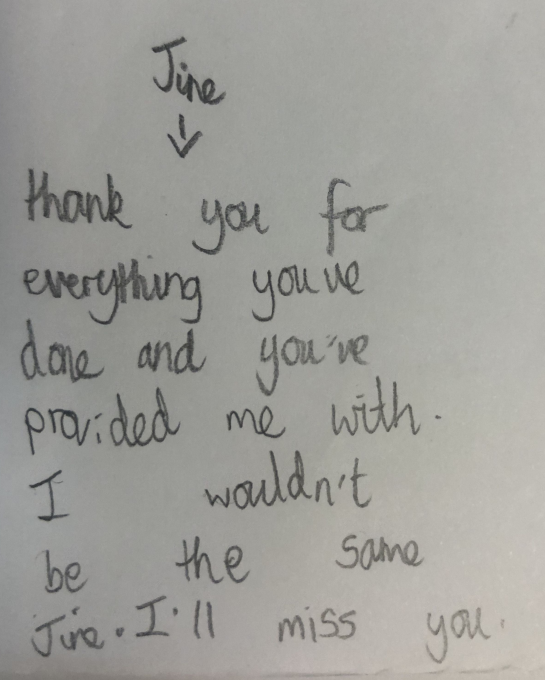 Jine
↓
thank you for
everything you've
done and you've
provided me with.
I wouldn't
be the same
Jine. I'll miss you.